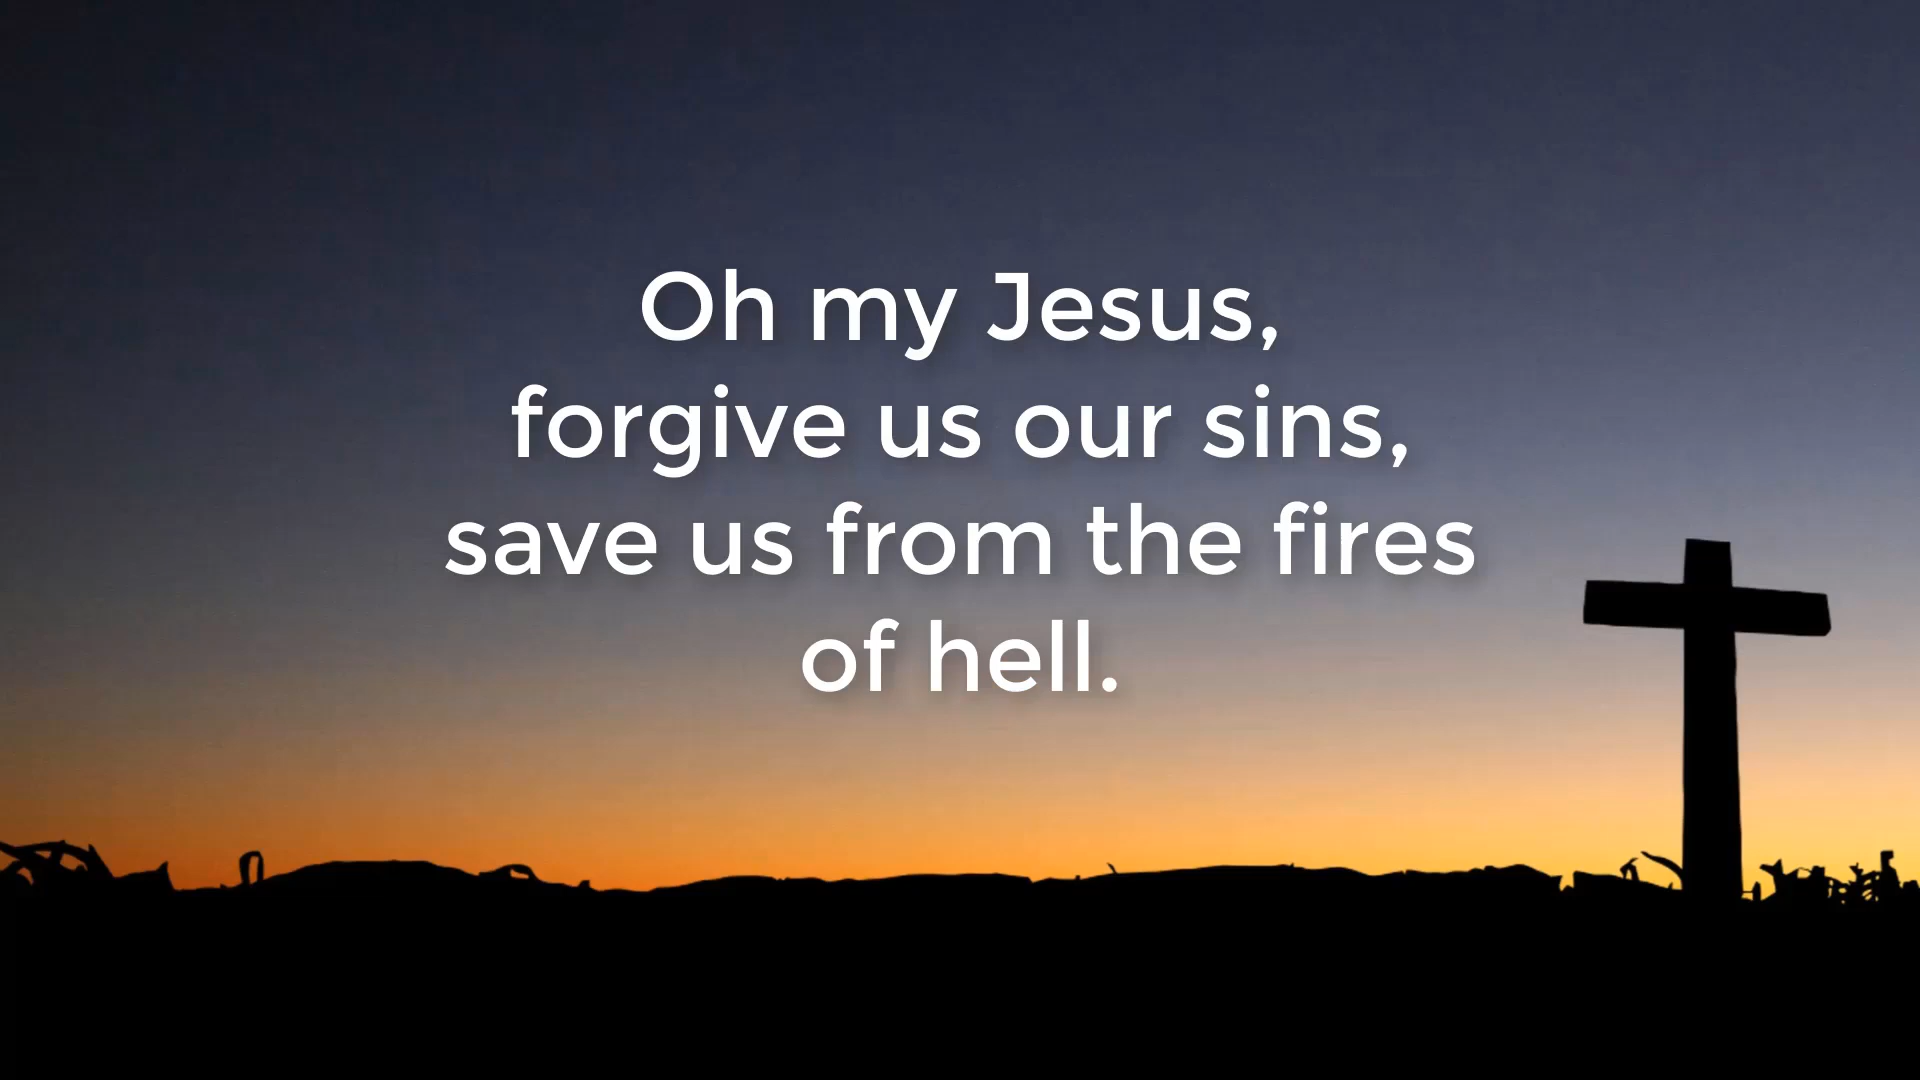 Oh my Jesus,
forgive us our sins,
save us from the fires
of hell.